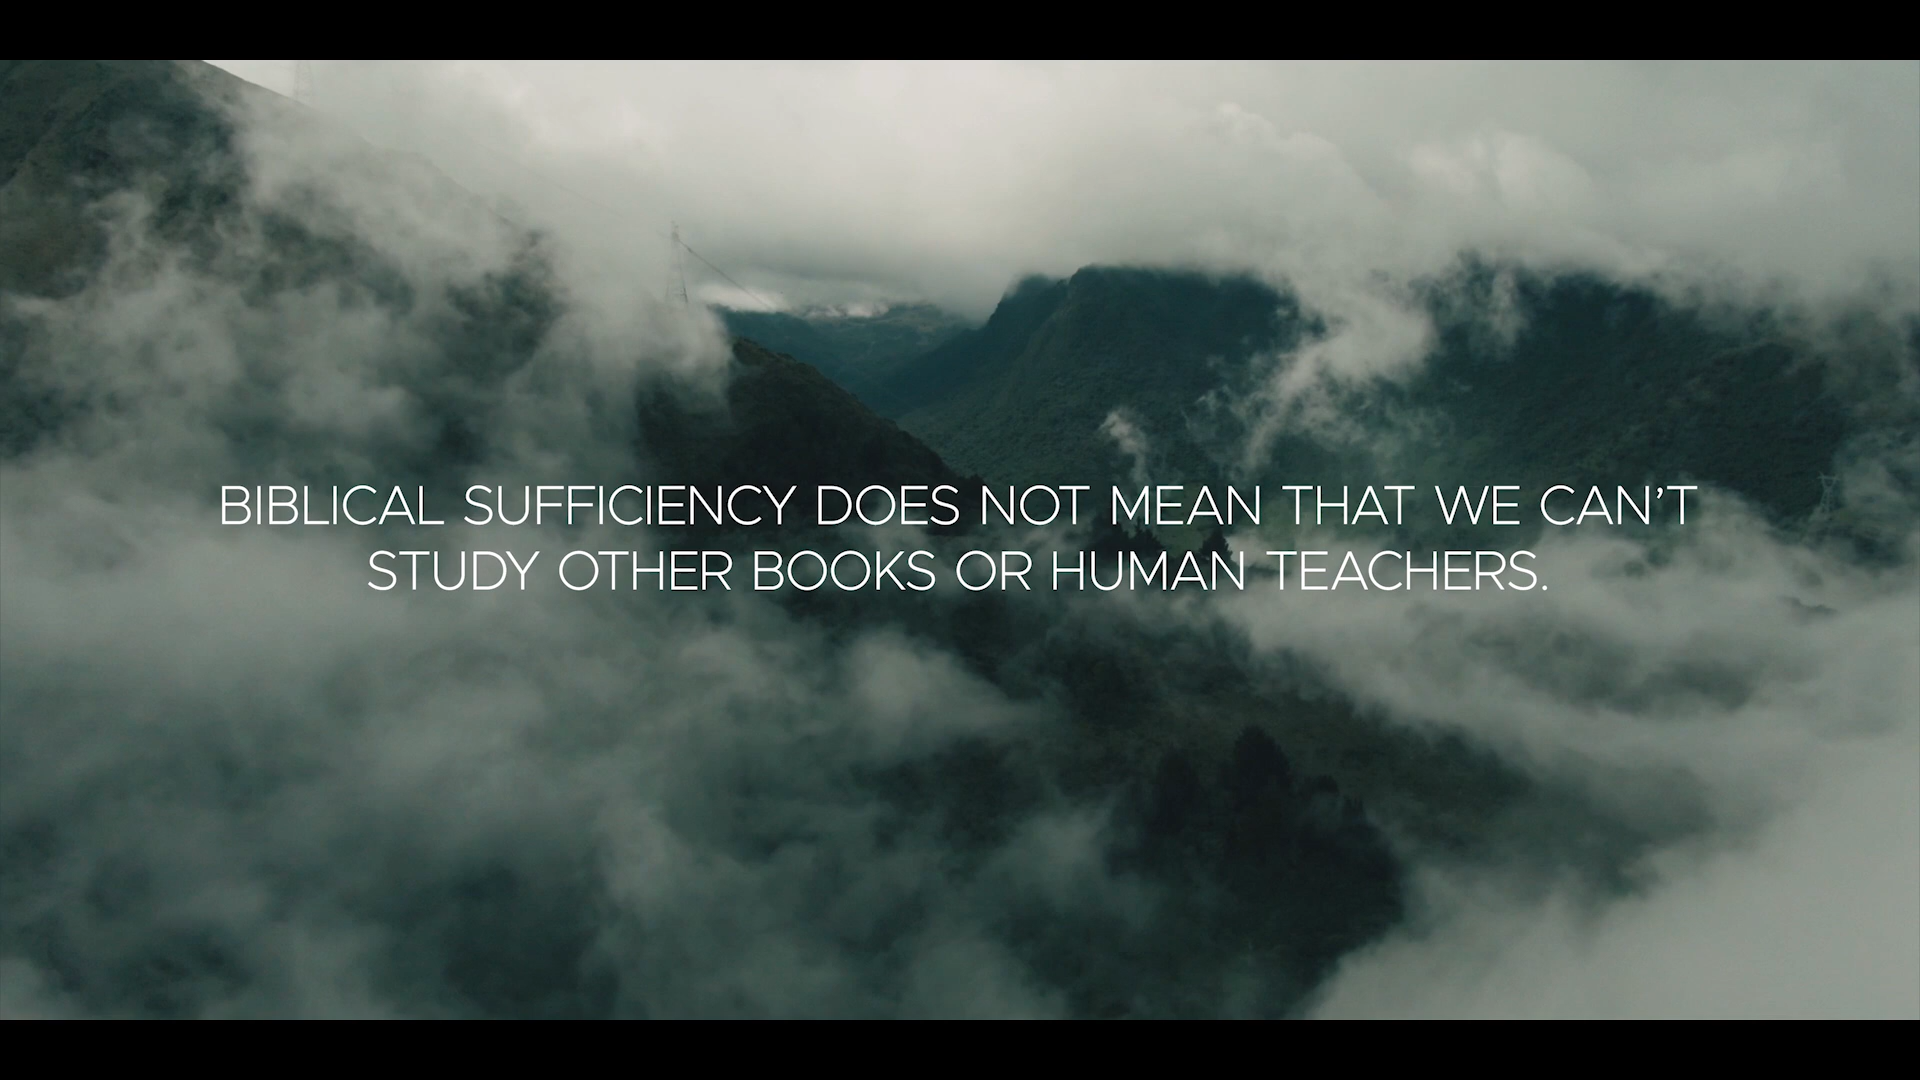 BIBLICAL SUFFICIENCY DOES NOT MEAN THAT WE CAN’T
STUDY OTHER BOOKS OR HUMAN TEACHERS.